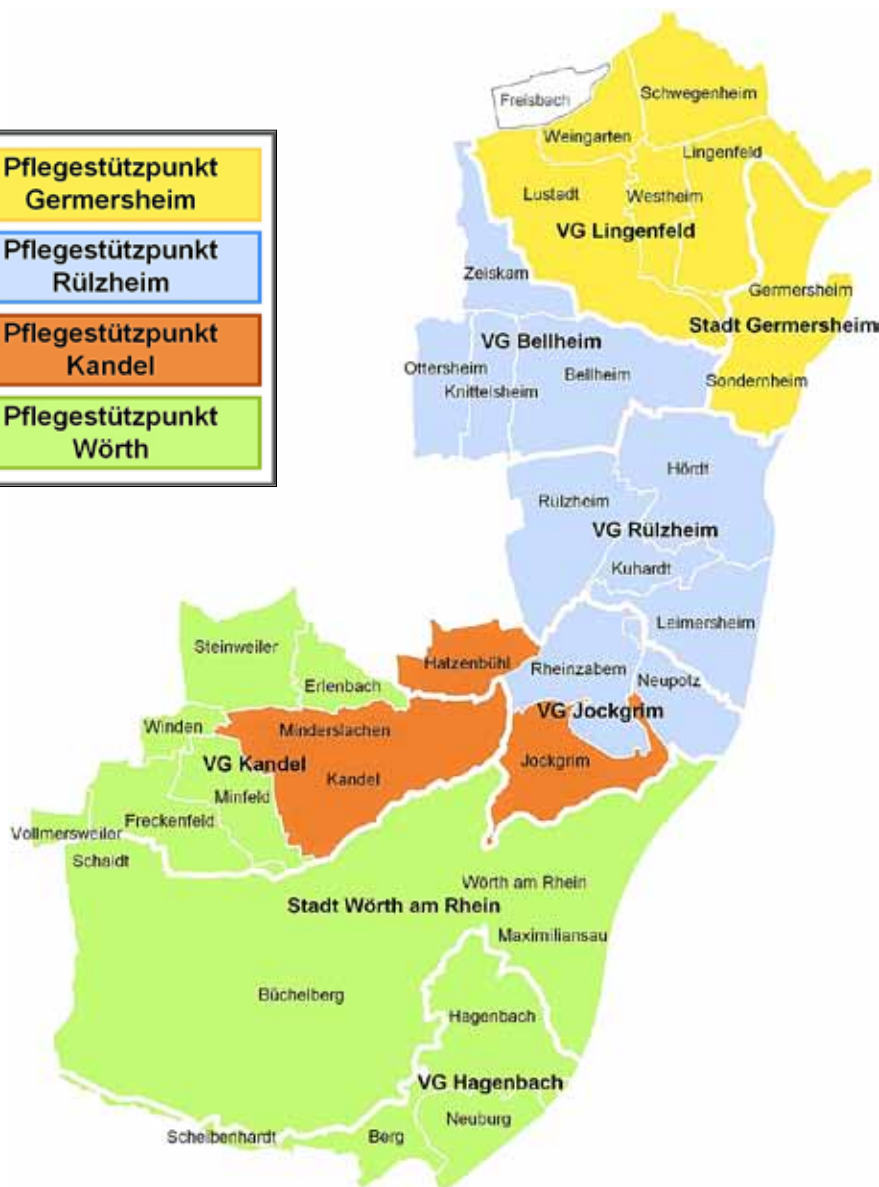 Pflegestützpunkt
Germersheim
Pflegestützpunkt
Rülzheim
Pflegestützpunkt
Kandel
Pflegestützpunkt
Wörth
Freisbach
Schwegenheim
Weingarten
Lingenfeld
Lustadt
Westheim
VG Lingenfeld
Zeiskam
Germersheim
Stadt Germersheim
VG Bellheim
Ottersheim
Bellheim
Knittelsheim
Sondernheim
Hördt
Rülzheim
VG Rülzheim
Kuhardt
Leimersheim
Steinweiler
Hatzenbühl
Rheinzabern
Erlenbach
Neupotz
VG Jockgrim
Winden
Minderslachen
VG Kandel
Kandel
Jockgrim
Minfeld
Freckenfeld
Vollmersweiler
Schaidt
Wörth am Rhein
Stadt Wörth am Rhein
Maximiliansau
Büchelberg
Hagenbach
VG Hagenbach
Neuburg
Scheibenhardt
Berg